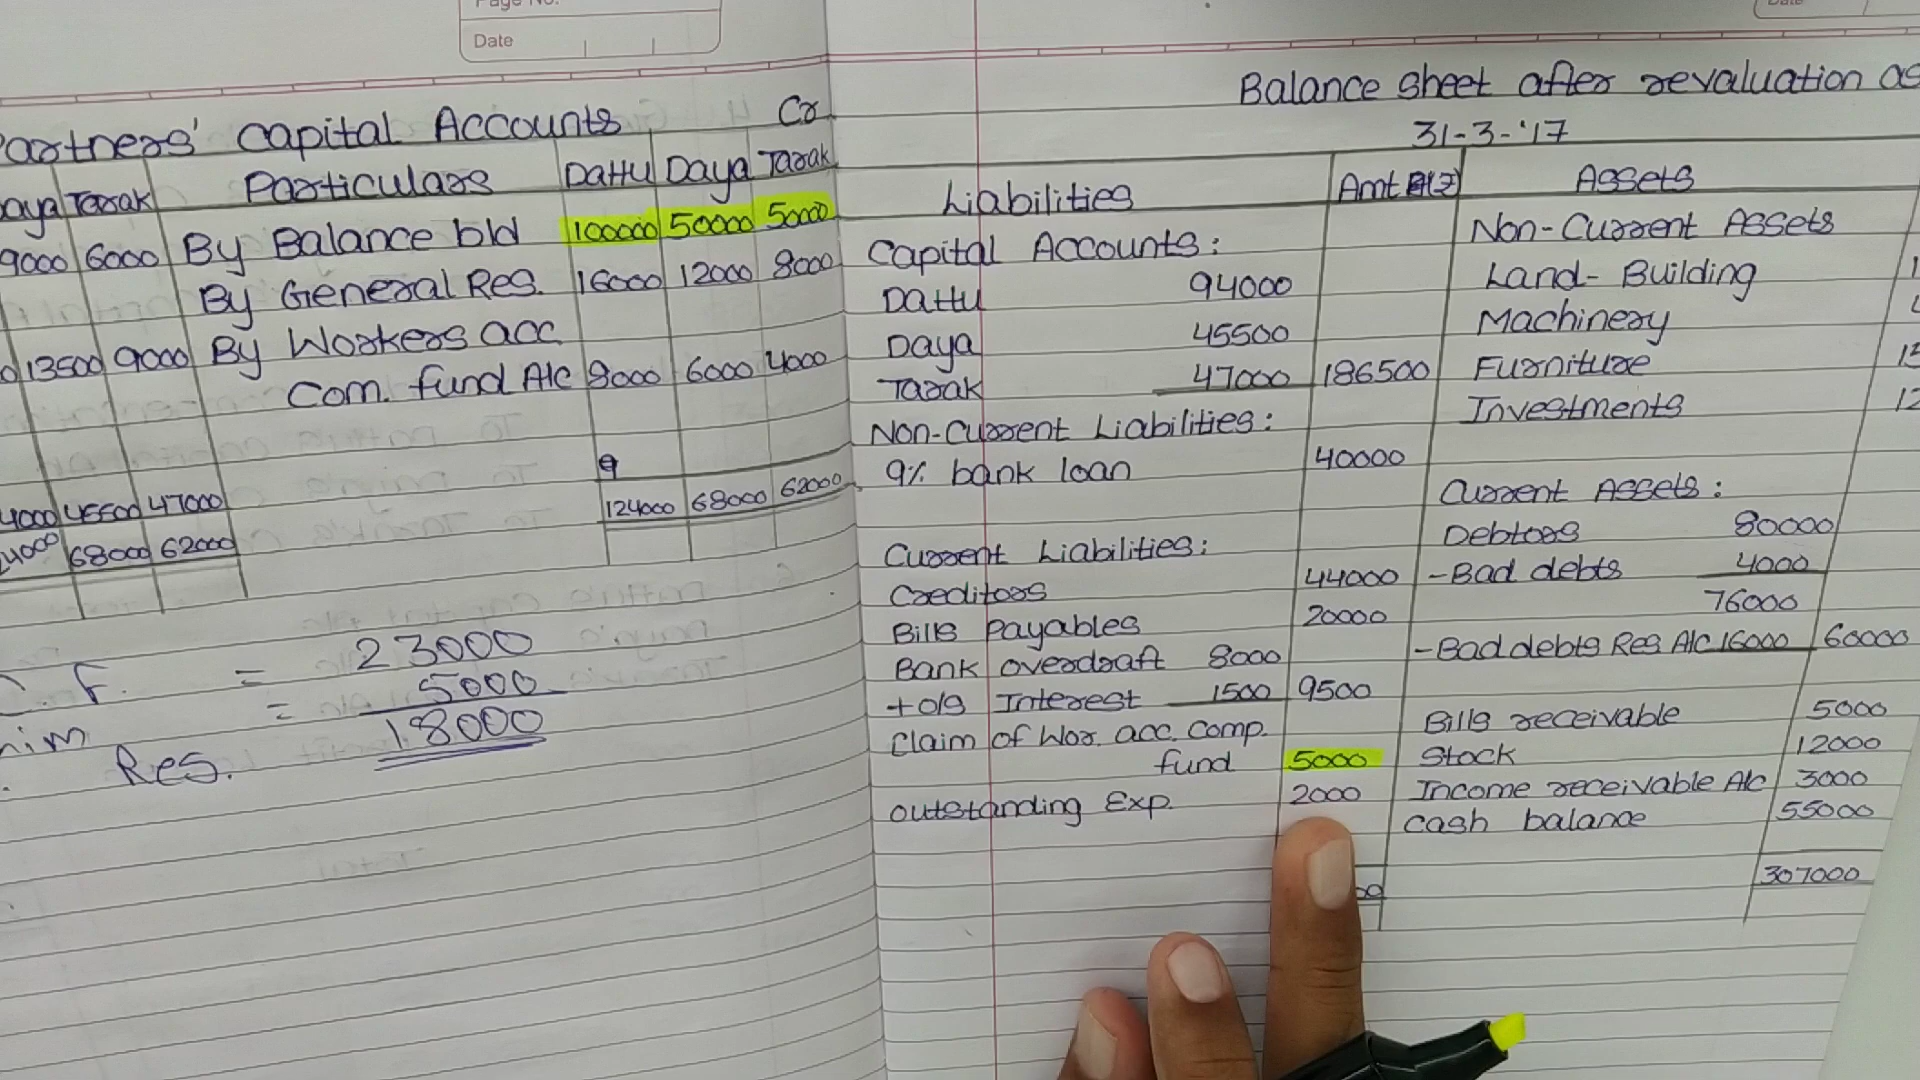 Page No.
Date
Date
Partners' Capital Accounts Cr
Daya Tarak Particulars Dattu Daya Tarak
9000 6000 By Balance b/d 100000 50000 50000
By General Res. 16000 12000 8000
13500 9000 By Workers acc
Com. fund A/c 8000 6000 4000
4000 45500 47000
124000 68000 62000
24000 68000 62000
F. = 23000
= 5000
Res. 18000
Balance sheet after revaluation as
31-3-'17
Liabilities Amt Assets
Capital Accounts: Non-Current Assets
Dattu 94000 Land-Building
Daya 45500 Machinery
Tarak 47000 186500 Furniture
Non-Current Liabilities: Investments
9% bank loan 40000
Current Assets:
Current Liabilities: Debtors 80000
Creditors 44000 -Bad debts 4000
Bills Payables 20000 76000
Bank overdraft 8000 -Bad debts Res A/c 16000 60000
+o/s Interest 1500 9500
Claim of Wor. acc. comp. Bills receivable 5000
fund 5000 Stock 12000
outstanding Exp. 2000 Income receivable A/c 3000
cash balance 55000
307000